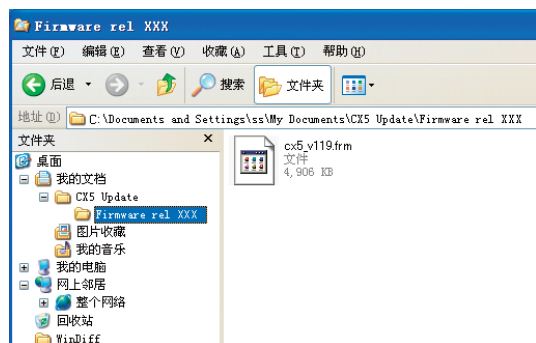 Firmware rel XXX
文件(F) 编辑(E) 查看(V) 收藏(A) 工具(T) 帮助(H)
后退 搜索 文件夹
地址(D) C:\Documents and Settings\ss\My Documents\CX5 Update\Firmware rel XXX
文件夹 ×
cx5_v119.frm
文件
4,906 KB
桌面
我的文档
CX5 Update
Firmware rel XXX
图片收藏
我的音乐
我的电脑
网上邻居
整个网络
回收站
WinDiff